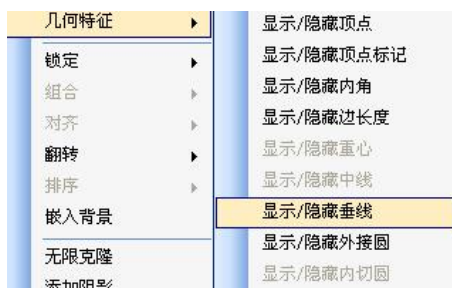 几何特征
锁定
组合
对齐
翻转
排序
嵌入背景
无限克隆
添加阴影
显示/隐藏顶点
显示/隐藏顶点标记
显示/隐藏内角
显示/隐藏边长度
显示/隐藏重心
显示/隐藏中线
显示/隐藏垂线
显示/隐藏外接圆
显示/隐藏内切圆